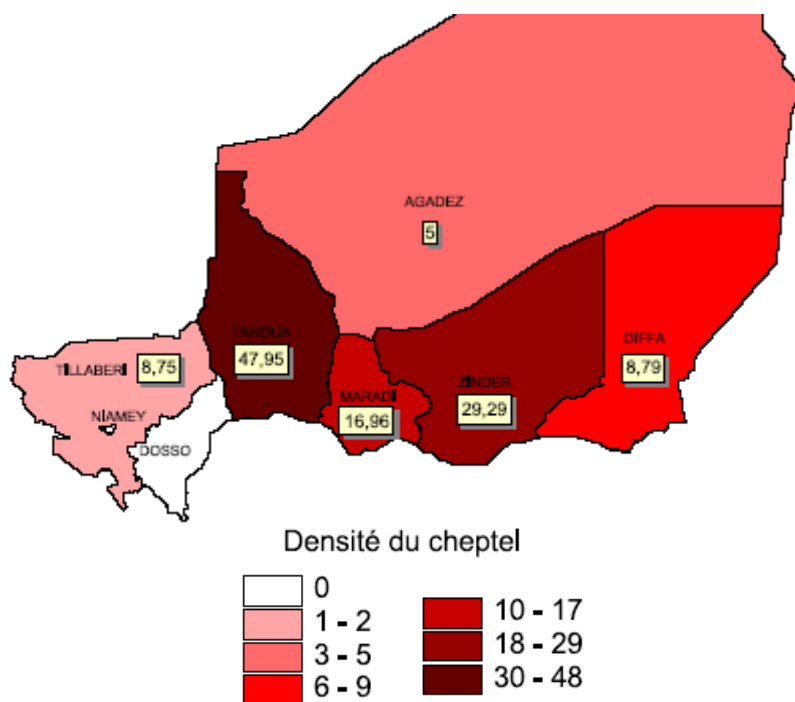 AGADEZ
5
TAHOUA
47,95
DIFFA
8,79
TILLABERI
8,75
ZINDER
29,29
MARADI
16,96
NIAMEY
DOSSO
Densité du cheptel
0
1 - 2
3 - 5
6 - 9
10 - 17
18 - 29
30 - 48